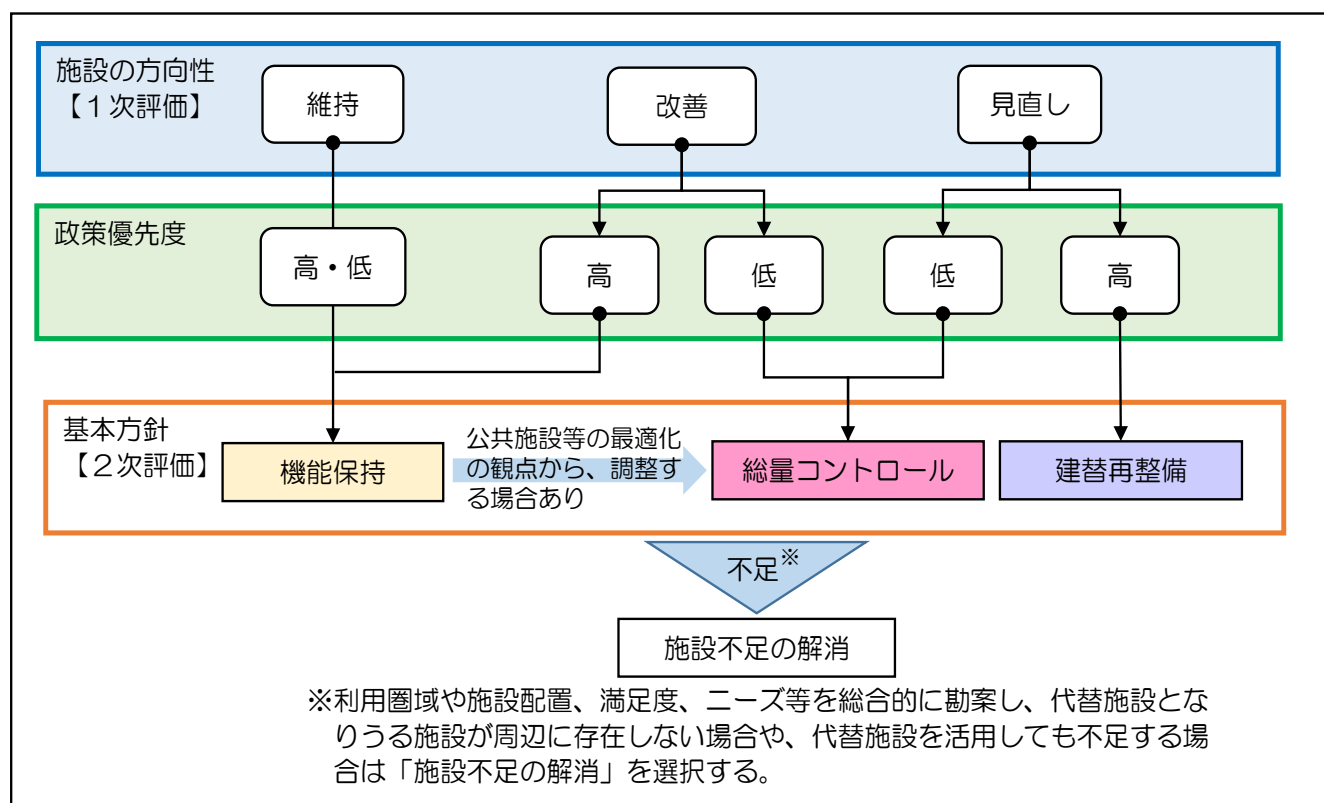 施設の方向性
【１次評価】
維持
改善
見直し
政策優先度
高・低
高
低
低
高
基本方針
【２次評価】
機能保持
公共施設等の最適化
の観点から、調整す
る場合あり
総量コントロール
建替再整備
不足※
施設不足の解消
※利用圏域や施設配置、満足度、ニーズ等を総合的に勘案し、代替施設とな
りうる施設が周辺に存在しない場合や、代替施設を活用しても不足する場
合は「施設不足の解消」を選択する。